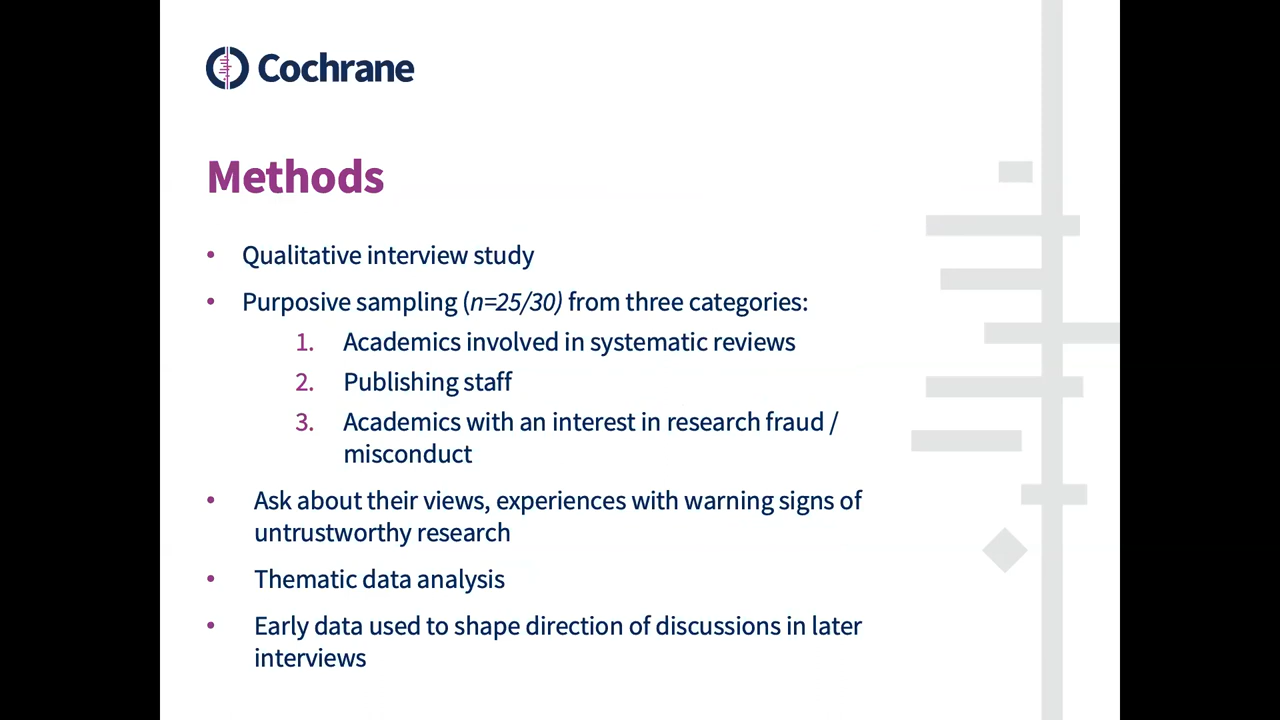 Cochrane
Methods
• Qualitative interview study
• Purposive sampling (n=25/30) from three categories:
1. Academics involved in systematic reviews
2. Publishing staff
3. Academics with an interest in research fraud /
misconduct
• Ask about their views, experiences with warning signs of
untrustworthy research
• Thematic data analysis
• Early data used to shape direction of discussions in later
interviews